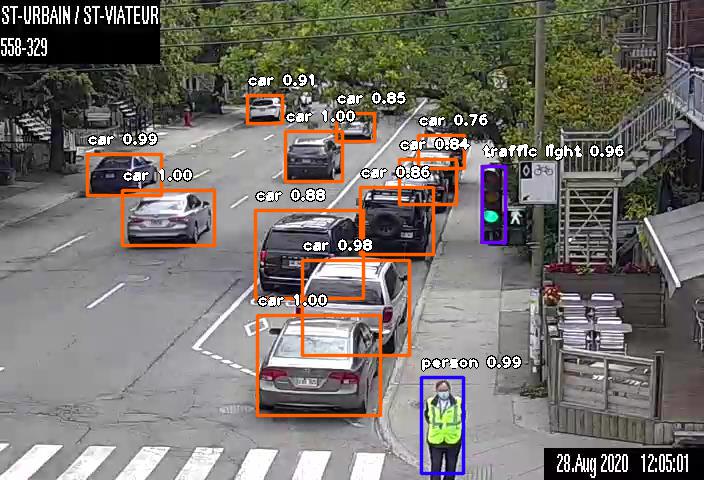 ST-URBAIN / ST-VIATEUR
558-329
car 0.91
car 0.85
car 1.00
car 0.76
car 0.99
car 0.84
traffic light 0.96
car 1.00
car 0.86
car 0.88
car 0.98
car 1.00
person 0.99
28.Aug 2020 12:05:01